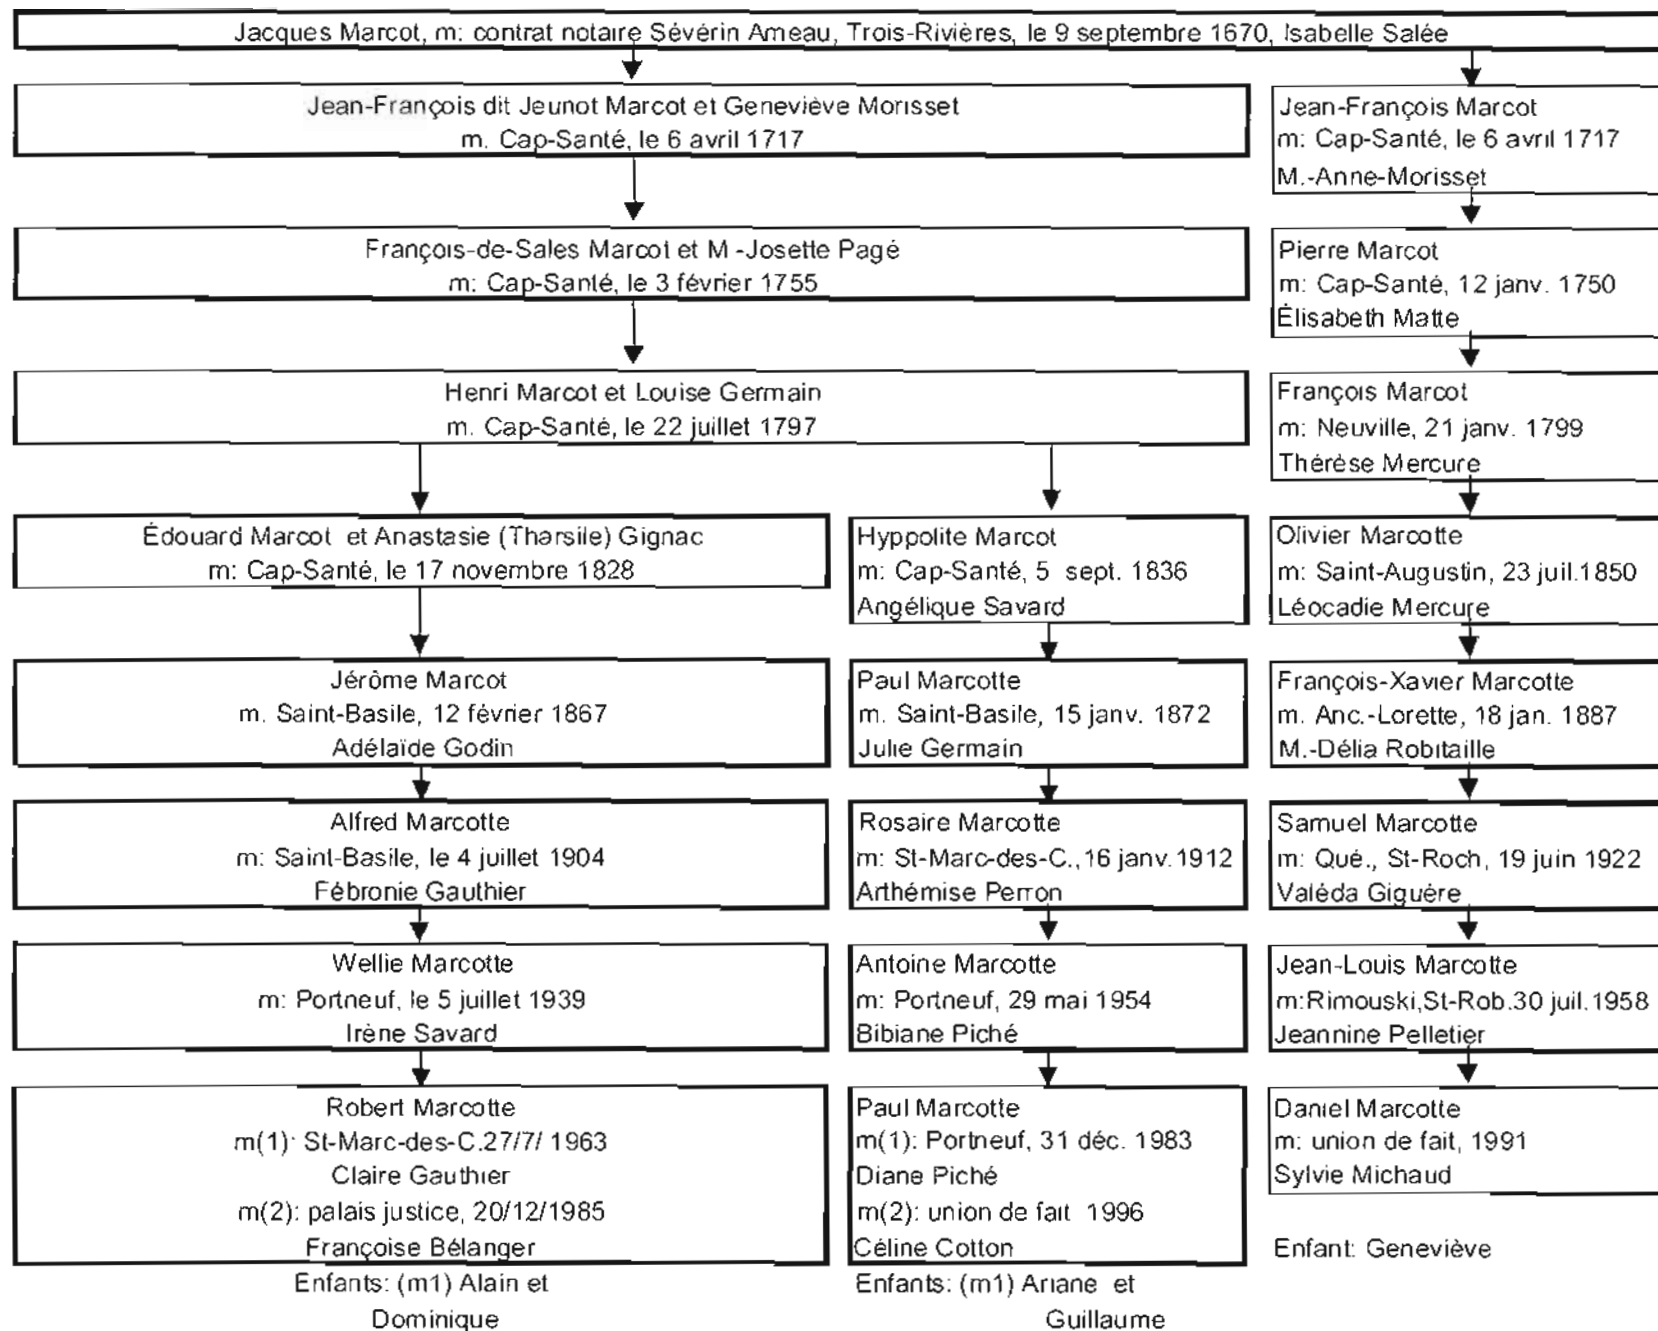 Jacques Marcot, m: contrat notaire Sévérin Ameau, Trois-Rivières, le 9 septembre 1670, Isabelle Salée
Jean-François dit Jeunot Marcot et Geneviève Morisset
m. Cap-Santé, le 6 avril 1717
Jean-François Marcot
m: Cap-Santé, le 6 avril 1717
M.-Anne-Morisset
François-de-Sales Marcot et M -Josette Pagé
m: Cap-Santé, le 3 février 1755
Pierre Marcot
m: Cap-Santé, 12 janv. 1750
Élisabeth Matte
Henri Marcot et Louise Germain
m. Cap-Santé, le 22 juillet 1797
François Marcot
m: Neuville, 21 janv. 1799
Thérèse Mercure
Édouard Marcot et Anastasie (Tharsile) Gignac
m: Cap-Santé, le 17 novembre 1828
Hyppolite Marcot
m: Cap-Santé, 5 sept. 1836
Angélique Savard
Olivier Marcotte
m: Saint-Augustin, 23 juil.1850
Léocadie Mercure
Jérôme Marcot
m. Saint-Basile, 12 février 1867
Adélaïde Godin
Paul Marcotte
m. Saint-Basile, 15 janv. 1872
Julie Germain
François-Xavier Marcotte
m. Anc.-Lorette, 18 jan. 1887
M.-Délia Robitaille
Alfred Marcotte
m: Saint-Basile, le 4 juillet 1904
Fébronie Gauthier
Rosaire Marcotte
m: St-Marc-des-C., 16 janv.1912
Arthémise Perron
Samuel Marcotte
m: Qué., St-Roch, 19 juin 1922
Valéda Giguère
Wellie Marcotte
m: Portneuf, le 5 juillet 1939
Irène Savard
Antoine Marcotte
m: Portneuf, 29 mai 1954
Bibiane Piché
Jean-Louis Marcotte
m:Rimouski,St-Rob.30 juil.1958
Jeannine Pelletier
Robert Marcotte
m(1): St-Marc-des-C.27/7/ 1963
Claire Gauthier
m(2): palais justice, 20/12/1985
Françoise Bélanger
Enfants: (m1) Alain et
Dominique
Paul Marcotte
m(1): Portneuf, 31 déc. 1983
Diane Piché
m(2): union de fait 1996
Céline Cotton
Enfants: (m1) Ariane et
Guillaume
Daniel Marcotte
m: union de fait, 1991
Sylvie Michaud
Enfant: Geneviève